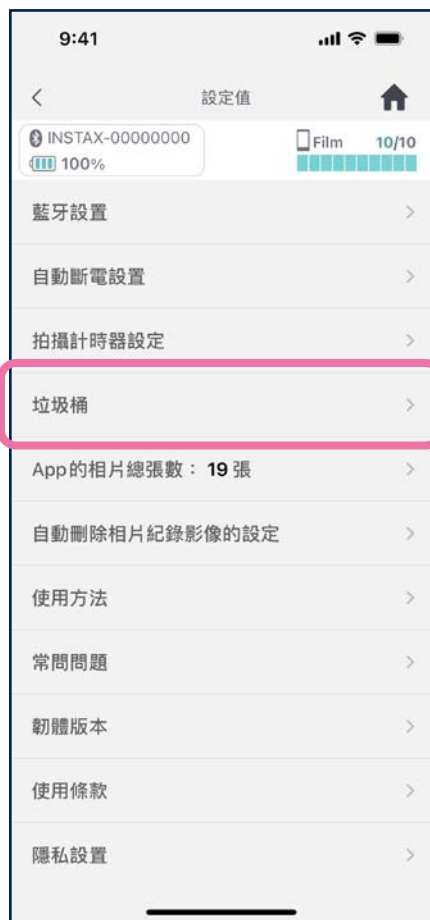 9:41
設定值
INSTAX-00000000
100%
Film 10/10
藍牙設置
自動斷電設置
拍攝計時器設定
垃圾桶
App的相片總張數： 19 張
自動刪除相片紀錄影像的設定
使用方法
常問問題
韌體版本
使用條款
隱私設置